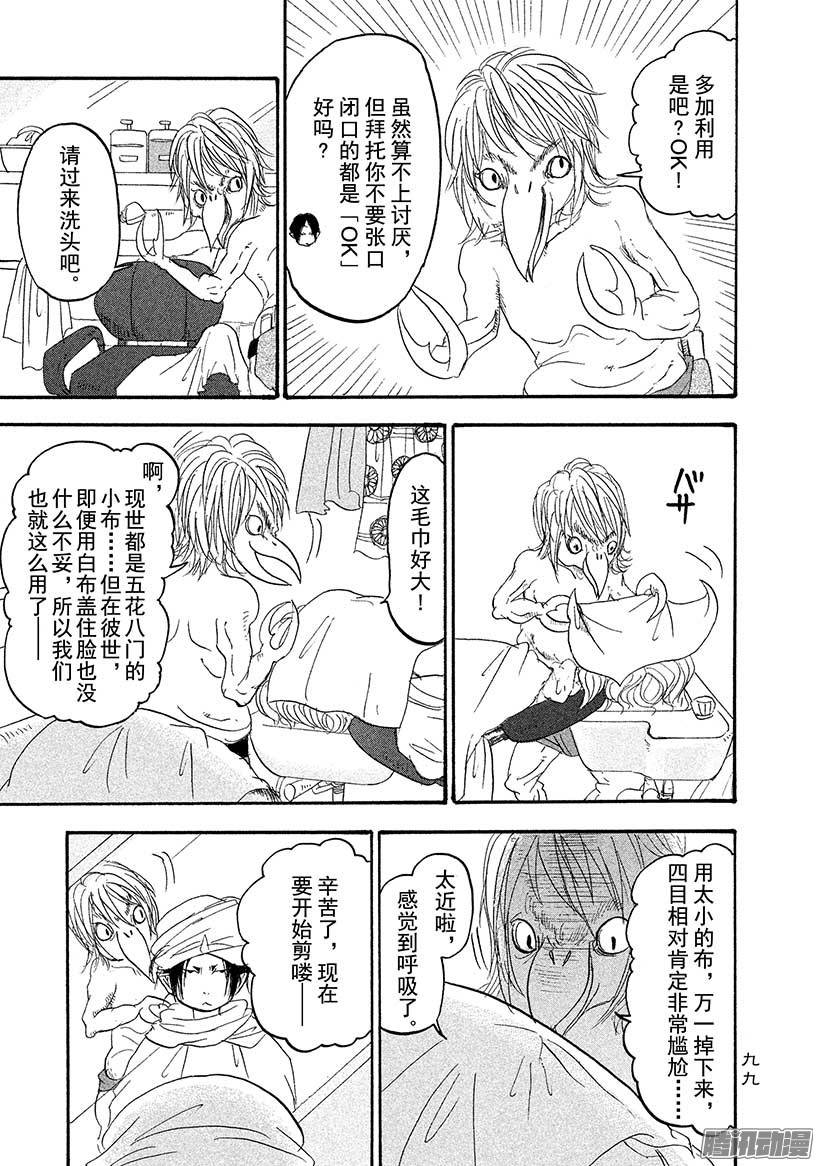 多加利用
是吧？OK！
虽然算不上讨厌，
但拜托你不要张口
闭口的都是「OK」
好吗？
请过来洗头吧。
バサ
这毛巾好大！
啊，
现世都是五花八门的
小布……但在彼世，
即便用白布盖住脸也没
什么不妥，所以我们
也就这么用了——
用太小的布，万一掉下来，
四目相对肯定非常尴尬……
太近啦，
感觉到呼吸了。
辛苦了，现在
要开始剪喽——
九九
腾讯动漫